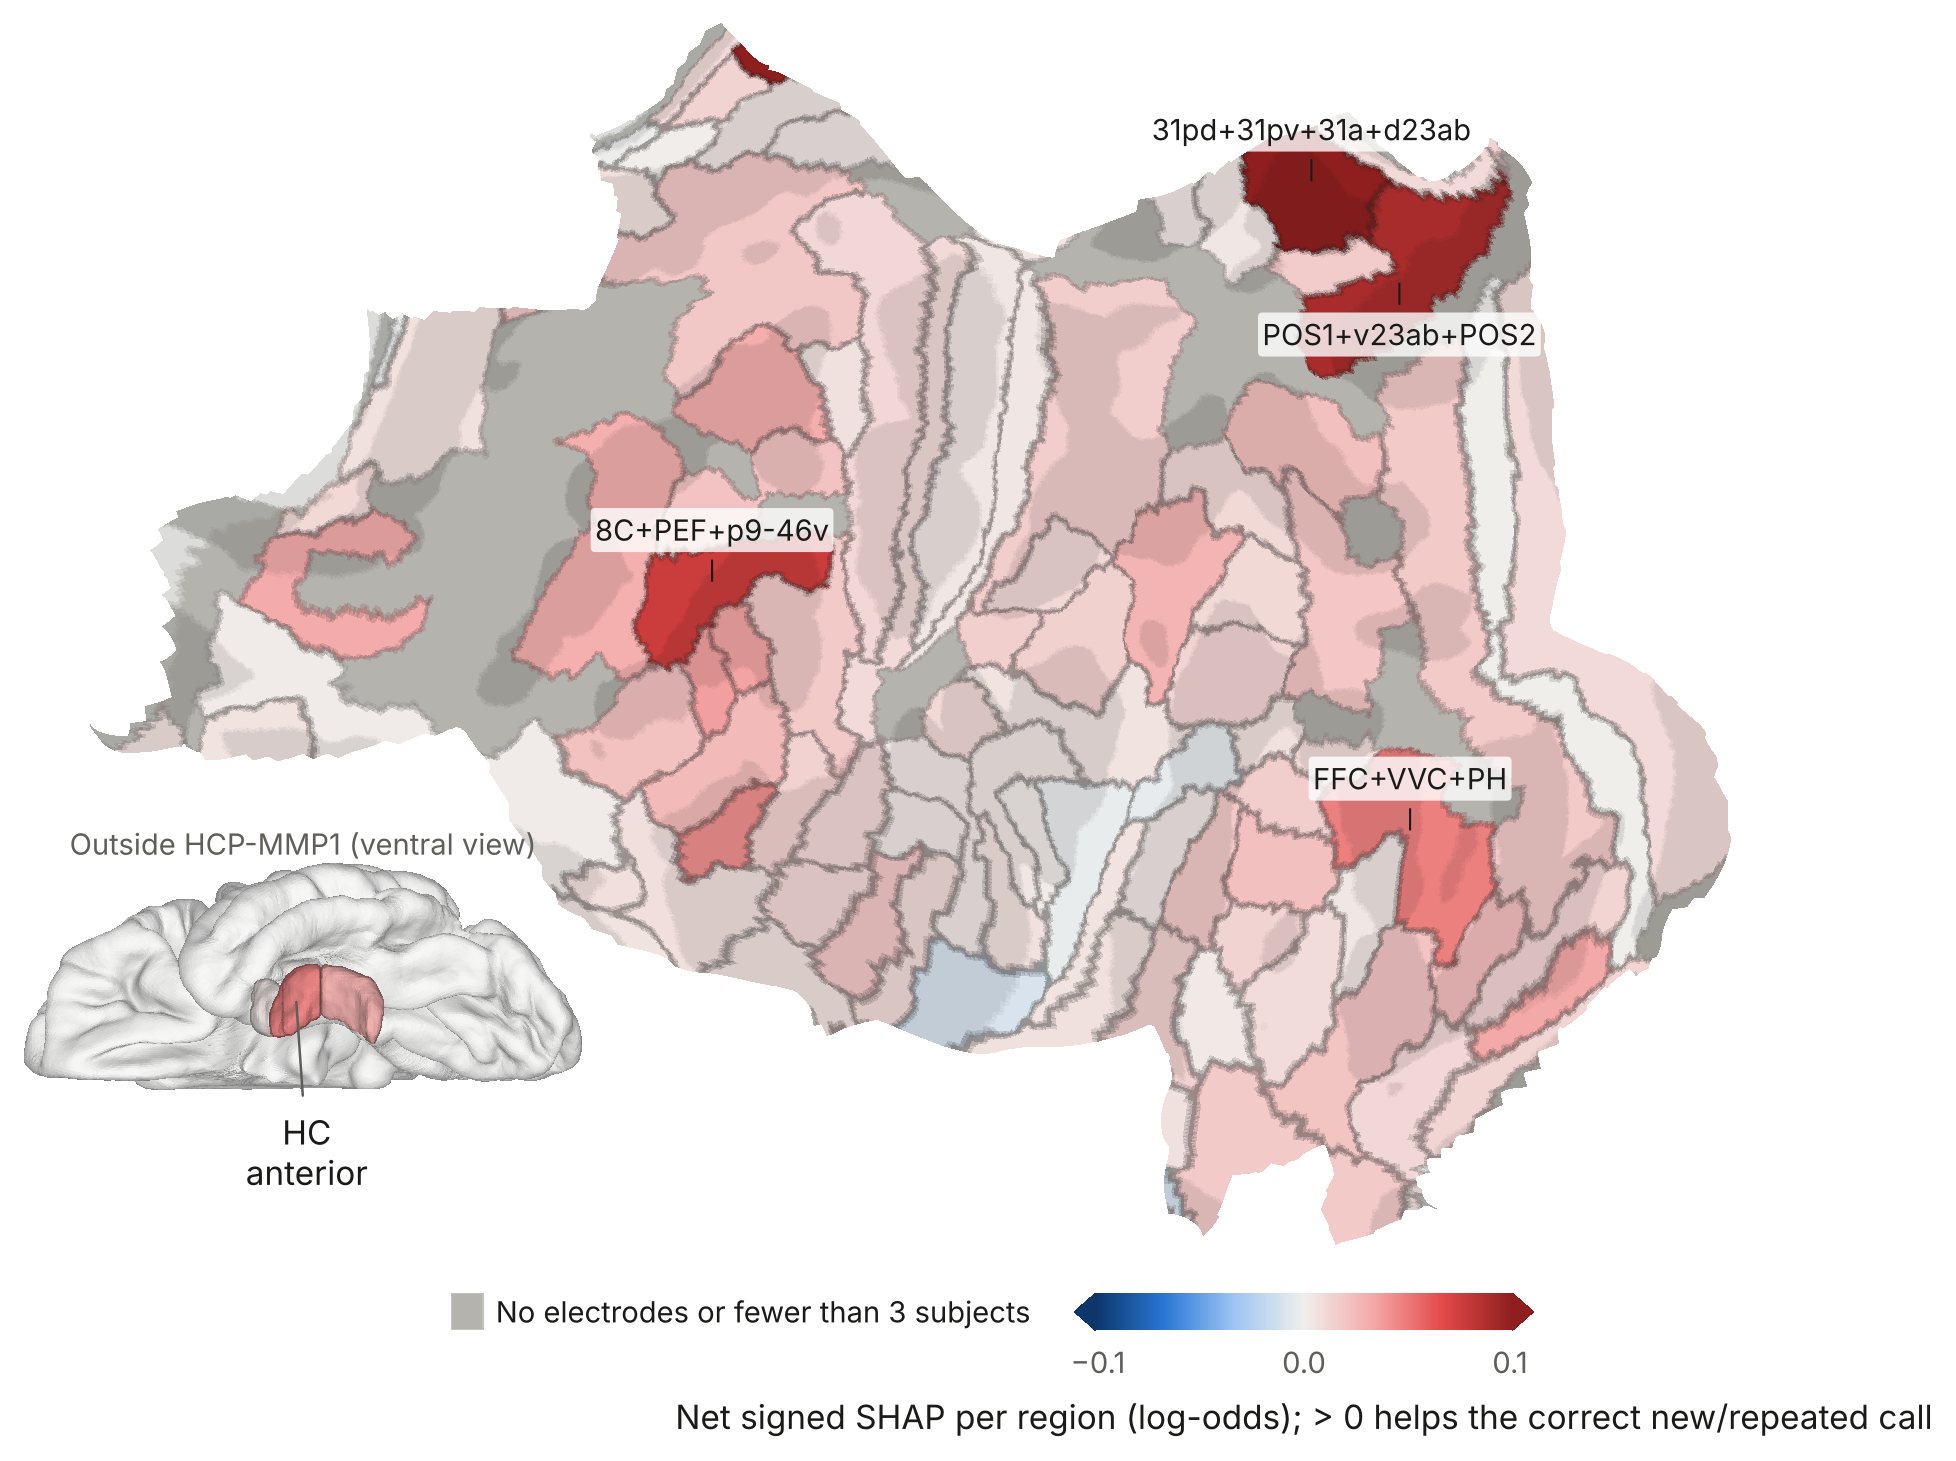 31pd+31pv+31a+d23ab
POS1+v23ab+POS2
8C+PEF+p9-46v
FFC+VVC+PH
Outside HCP-MMP1 (ventral view)
HC
anterior
No electrodes or fewer than 3 subjects
−0.1 0.0 0.1
Net signed SHAP per region (log-odds); > 0 helps the correct new/repeated call